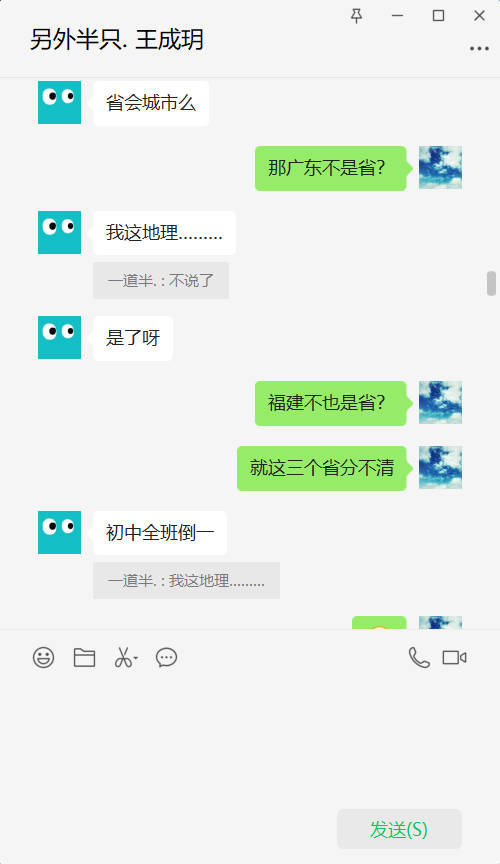 另外半只. 王成玥
省会城市么
那广东不是省?
我这地理.........
一道半. : 不说了
是了呀
福建不也是省?
就这三个省分不清
初中全班倒一
一道半. : 我这地理.........
发送(S)